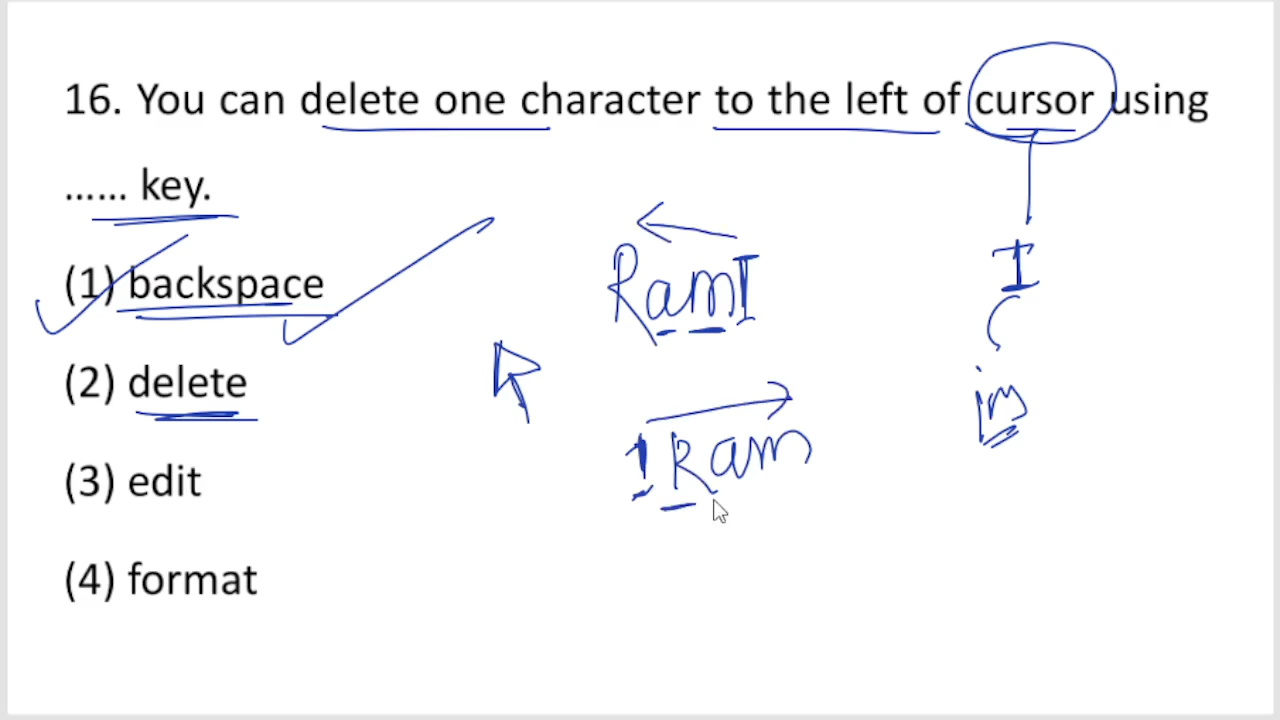 16. You can delete one character to the left of cursor using
...... key.
(1) backspace
(2) delete
(3) edit
(4) format
RamI
I
I Ram